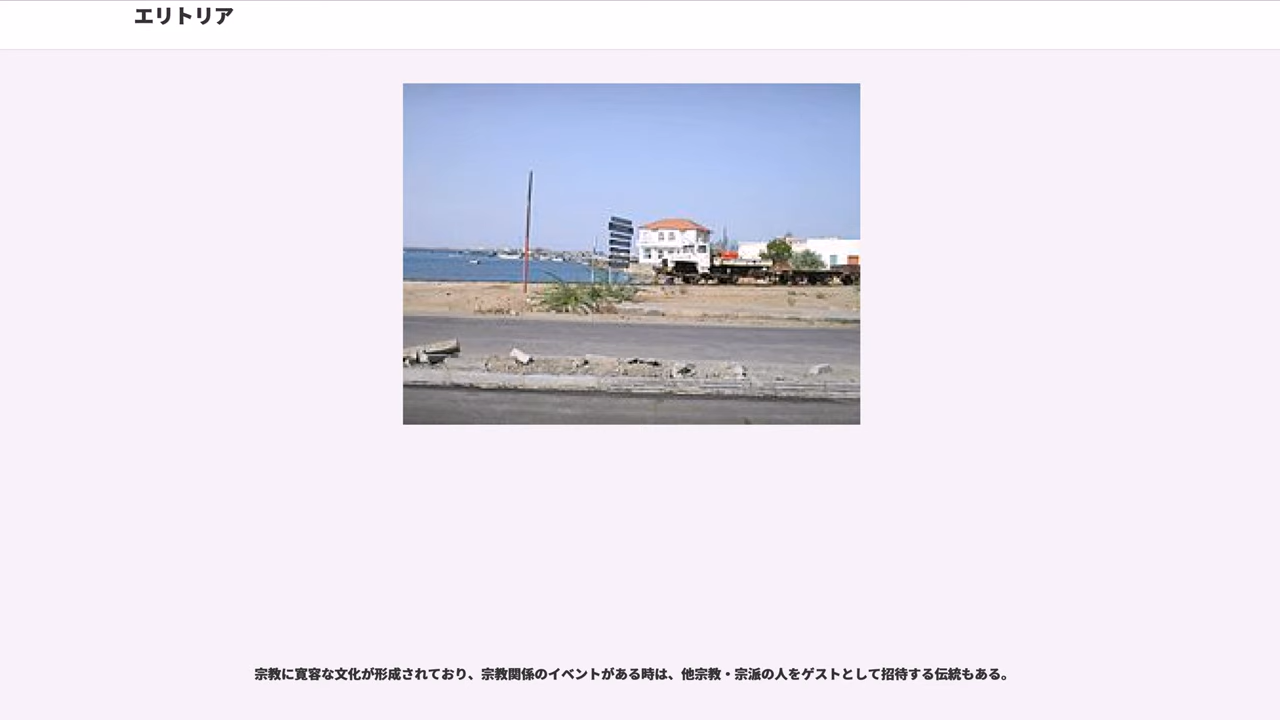 エリトリア
宗教に寛容な文化が形成されており、宗教関係のイベントがある時は、他宗教・宗派の人をゲストとして招待する伝統もある。